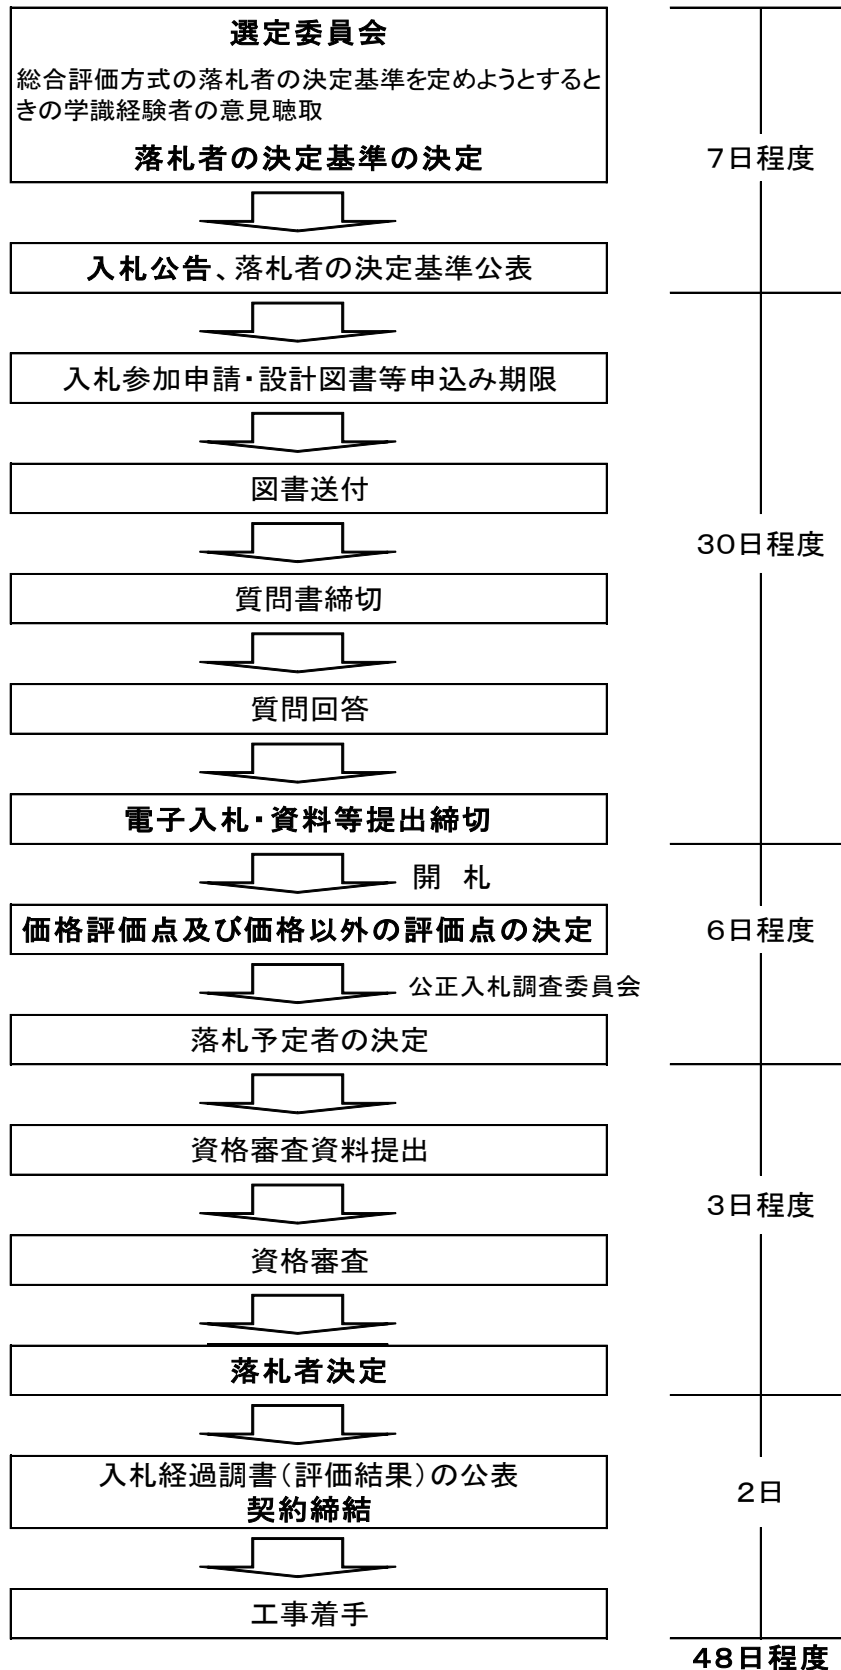 選定委員会
総合評価方式の落札者の決定基準を定めようとすると
きの学識経験者の意見聴取
落札者の決定基準の決定
7日程度
入札公告、落札者の決定基準公表
入札参加申請・設計図書等申込み期限
図書送付
30日程度
質問書締切
質問回答
電子入札・資料等提出締切
開 札
価格評価点及び価格以外の評価点の決定
6日程度
公正入札調査委員会
落札予定者の決定
資格審査資料提出
3日程度
資格審査
落札者決定
入札経過調書(評価結果)の公表
契約締結
2日
工事着手
48日程度